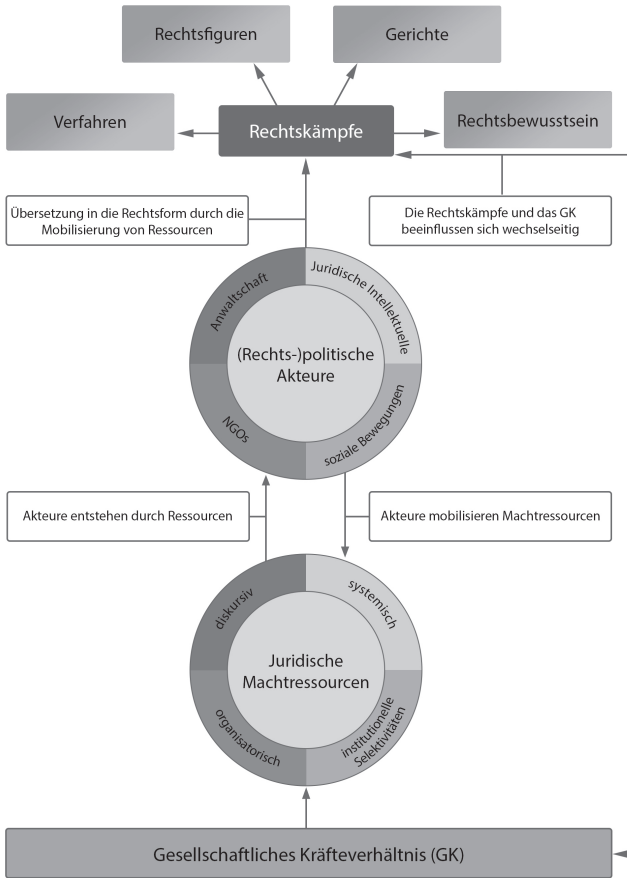 Rechtsfiguren
Gerichte
Verfahren
Rechtskämpfe
Rechtsbewusstsein
Übersetzung in die Rechtsform durch die
Mobilisierung von Ressourcen
Die Rechtskämpfe und das GK
beeinflussen sich wechselseitig
Anwaltschaft
Juridische Intellektuelle
(Rechts-)politische
Akteure
NGOs
soziale Bewegungen
Akteure entstehen durch Ressourcen
Akteure mobilisieren Machtressourcen
diskursiv
systemisch
Juridische
Machtressourcen
organisatorisch
institutionelle
Selektivitäten
Gesellschaftliches Kräfteverhältnis (GK)